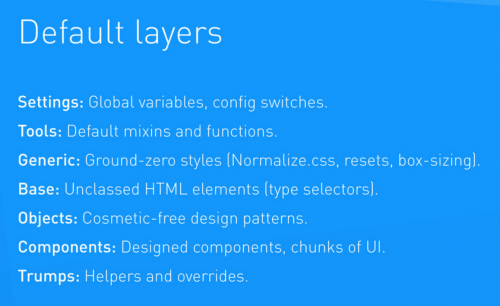 Default layers
Settings: Global variables, config switches.
Tools: Default mixins and functions.
Generic: Ground-zero styles (Normalize.css, resets, box-sizing).
Base: Unclassed HTML elements (type selectors).
Objects: Cosmetic-free design patterns.
Components: Designed components, chunks of UI.
Trumps: Helpers and overrides.